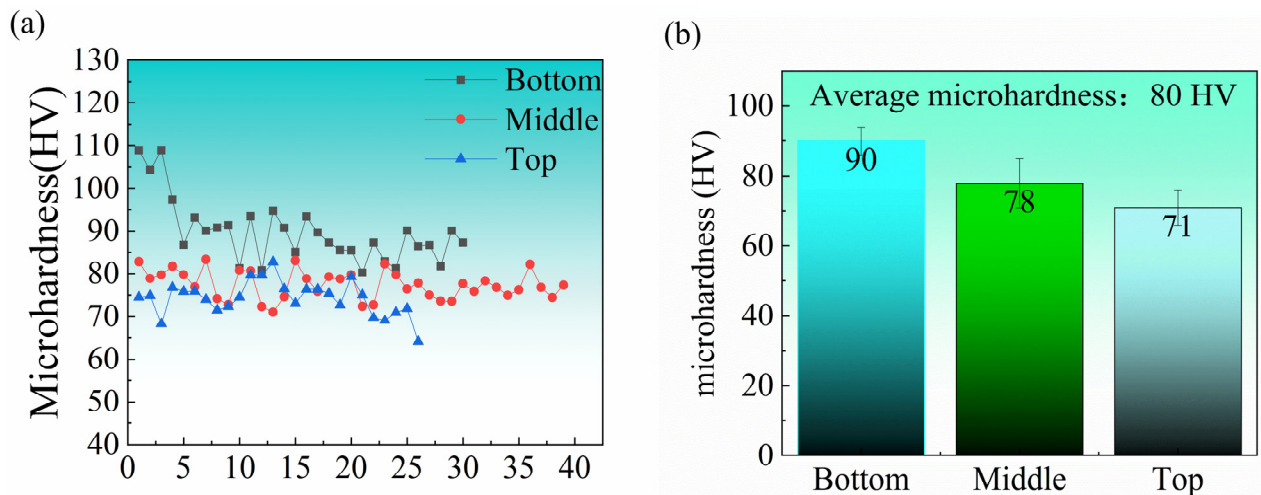 (a)
Microhardness(HV)
130
120
110
100
90
80
70
60
50
40
0 5 10 15 20 25 30 35 40
Bottom
Middle
Top
(b)
microhardness (HV)
100
80
60
40
20
0
Average microhardness： 80 HV
90
78
71
Bottom Middle Top